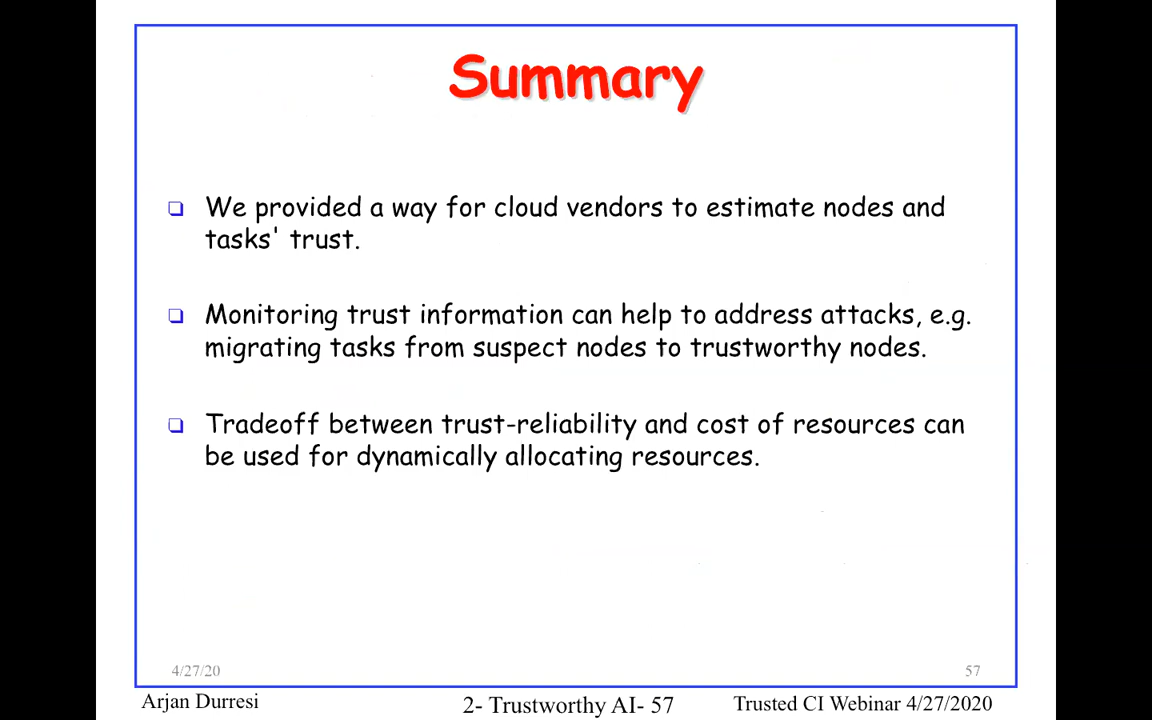 Summary
❑ We provided a way for cloud vendors to estimate nodes and
tasks' trust.
❑ Monitoring trust information can help to address attacks, e.g.
migrating tasks from suspect nodes to trustworthy nodes.
❑ Tradeoff between trust-reliability and cost of resources can
be used for dynamically allocating resources.
4/27/20 57
Arjan Durresi 2- Trustworthy AI- 57 Trusted CI Webinar 4/27/2020